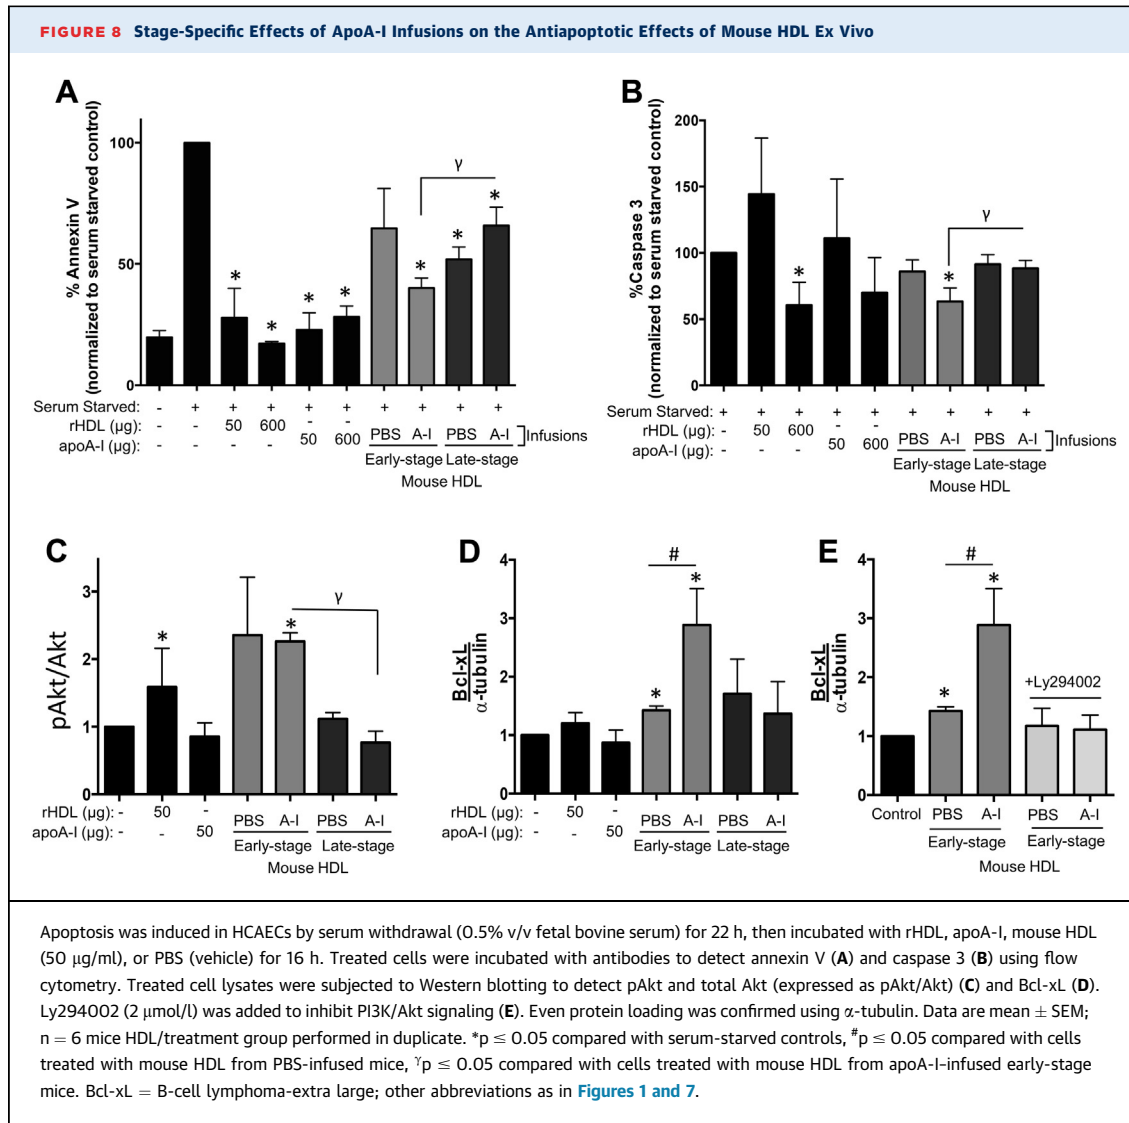 FIGURE 8 Stage-Specific Effects of ApoA-I Infusions on the Antiapoptotic Effects of Mouse HDL Ex Vivo
A
% Annexin V
(normalized to serum starved control)
100
50
0
* * * * * * *
γ
Serum Starved: - + + + + + + + + +
rHDL (μg): - - 50 600 - - PBS A-I PBS A-I Infusions
apoA-I (μg): - - - - 50 600
Early-stage Late-stage
Mouse HDL
B
%Caspase 3
(normalized to serum starved control)
200
150
100
50
0
* *
γ
Serum Starved: + + + + + + + + +
rHDL (μg): - 50 600 - - PBS A-I PBS A-I Infusions
apoA-I (μg): - - - 50 600
Early-stage Late-stage
Mouse HDL
C
pAkt/Akt
3
2
1
0
* *
γ
rHDL (μg): - 50 - PBS A-I PBS A-I
apoA-I (μg): - - 50
Early-stage Late-stage
Mouse HDL
D
Bcl-xL
α-tubulin
4
3
2
1
0
#
* *
rHDL (μg): - 50 - PBS A-I PBS A-I
apoA-I (μg): - - 50
Early-stage Late-stage
E
Bcl-xL
α-tubulin
4
3
2
1
0
#
* *
+Ly294002
Control PBS A-I PBS A-I
Early-stage Early-stage
Mouse HDL
Apoptosis was induced in HCAECs by serum withdrawal (0.5% v/v fetal bovine serum) for 22 h, then incubated with rHDL, apoA-I, mouse HDL
(50 μg/ml), or PBS (vehicle) for 16 h. Treated cells were incubated with antibodies to detect annexin V (A) and caspase 3 (B) using flow
cytometry. Treated cell lysates were subjected to Western blotting to detect pAkt and total Akt (expressed as pAkt/Akt) (C) and Bcl-xL (D).
Ly294002 (2 μmol/l) was added to inhibit PI3K/Akt signaling (E). Even protein loading was confirmed using α-tubulin. Data are mean ± SEM;
n = 6 mice HDL/treatment group performed in duplicate. *p ≤ 0.05 compared with serum-starved controls, #p ≤ 0.05 compared with cells
treated with mouse HDL from PBS-infused mice, γp ≤ 0.05 compared with cells treated with mouse HDL from apoA-I–infused early-stage
mice. Bcl-xL = B-cell lymphoma-extra large; other abbreviations as in Figures 1 and 7.